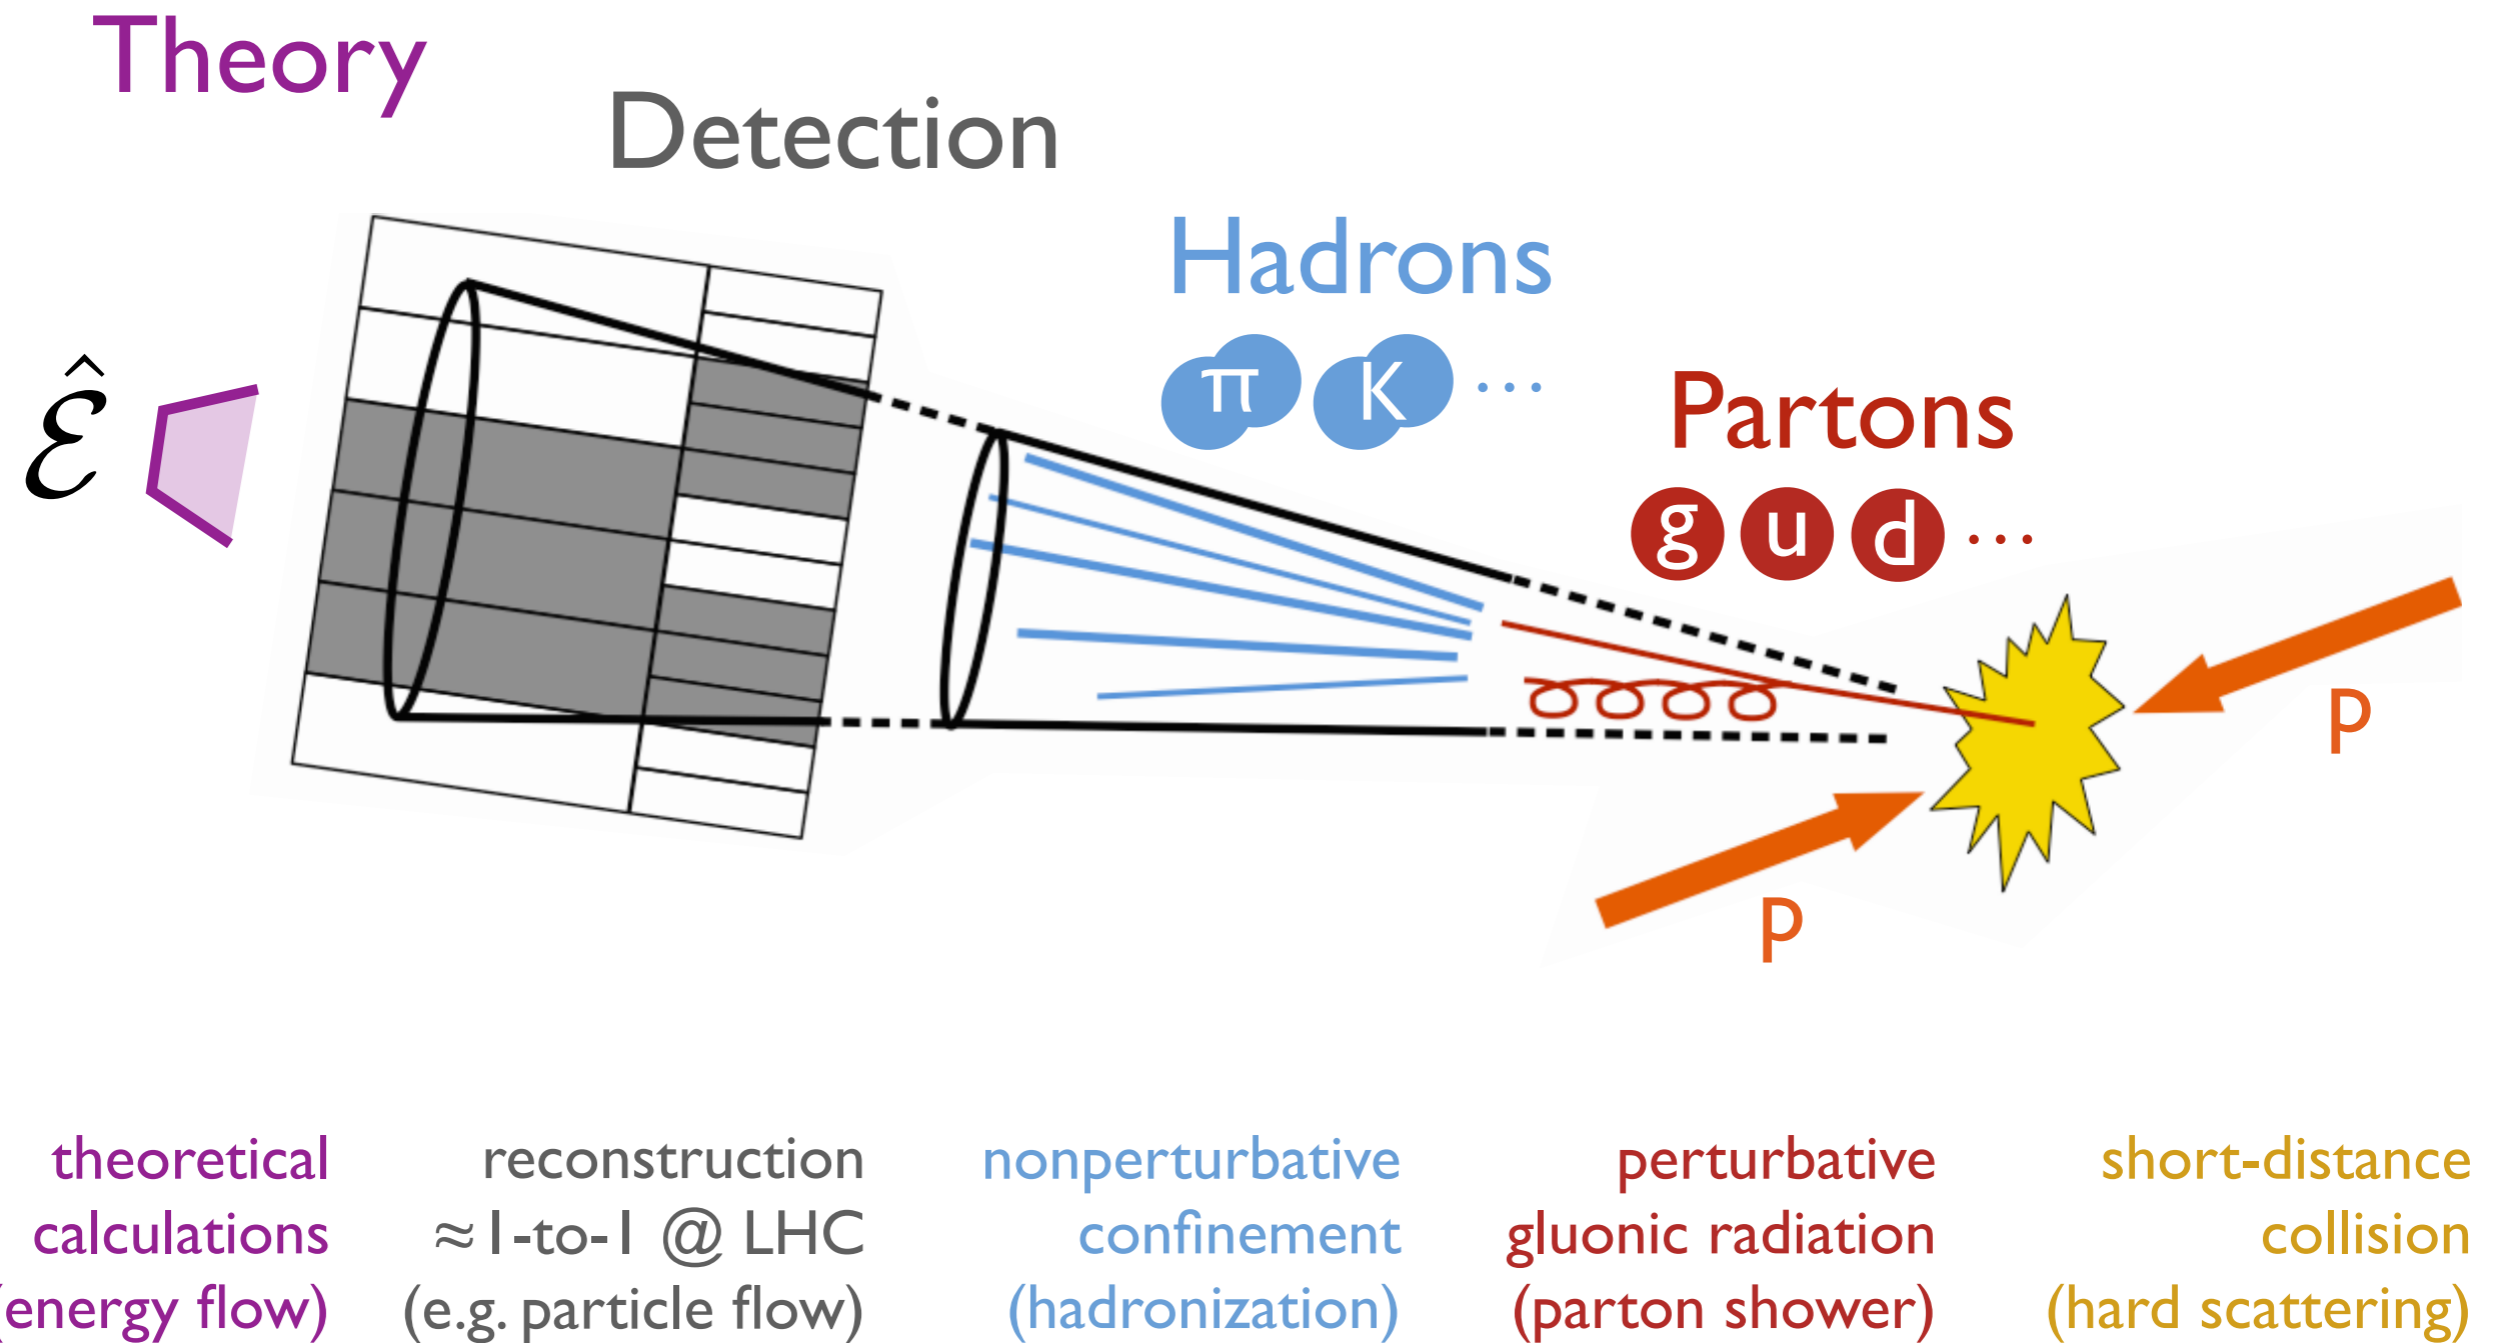 Theory
Detection
Hadrons
π K ...
Partons
g u d ...
Ê
p
p
theoretical
calculations
(energy flow)
reconstruction
≈ 1-to-1 @ LHC
(e.g. particle flow)
nonperturbative
confinement
(hadronization)
perturbative
gluonic radiation
(parton shower)
short-distance
collision
(hard scattering)